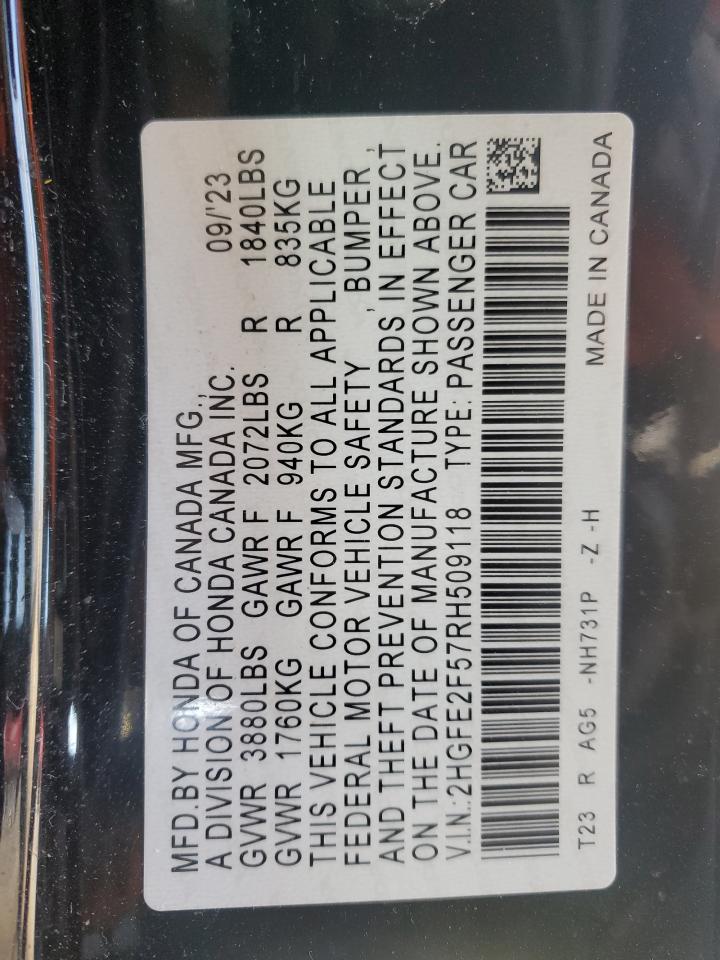 MFD.BY HONDA OF CANADA MFG.,
A DIVISION OF HONDA CANADA INC. 09/'23
GVWR 3880LBS GAWR F 2072LBS R 1840LBS
GVWR 1760KG GAWR F 940KG R 835KG
THIS VEHICLE CONFORMS TO ALL APPLICABLE
FEDERAL MOTOR VEHICLE SAFETY , BUMPER ,
AND THEFT PREVENTION STANDARDS IN EFFECT
ON THE DATE OF MANUFACTURE SHOWN ABOVE.
V.I.N.:2HGFE2F57RH509118 TYPE: PASSENGER CAR
T23 R AG5 -NH731P -Z -H MADE IN CANADA